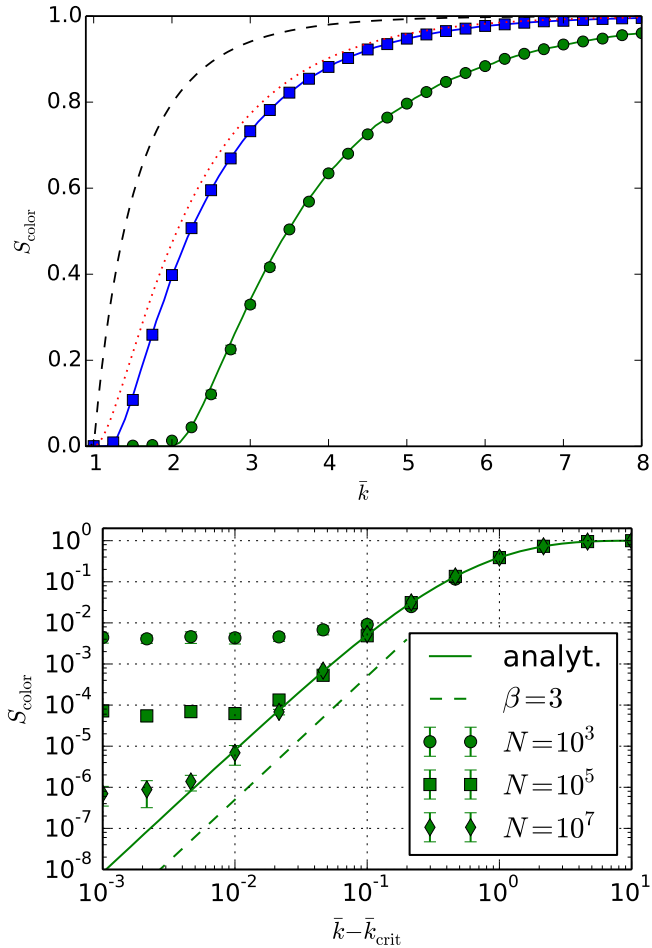 1.0
0.8
0.6
0.4
0.2
0.0
S_color
1 2 3 4 5 6 7 8
k̄
10^0
10^-1
10^-2
10^-3
10^-4
10^-5
10^-6
10^-7
10^-8
S_color
analyt.
β=3
N=10^3
N=10^5
N=10^7
10^-3 10^-2 10^-1 10^0 10^1
k̄−k̄_crit